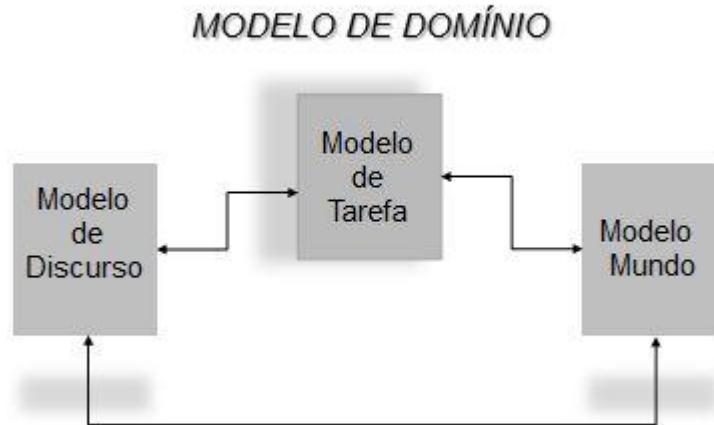 MODELO DE DOMÍNIO
Modelo
de
Tarefa
Modelo
de
Discurso
Modelo
Mundo